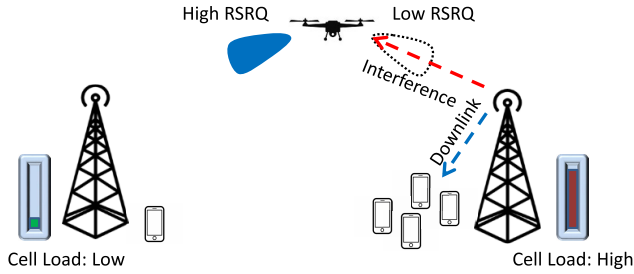 High RSRQ
Low RSRQ
Interference
Downlink
Cell Load: Low
Cell Load: High